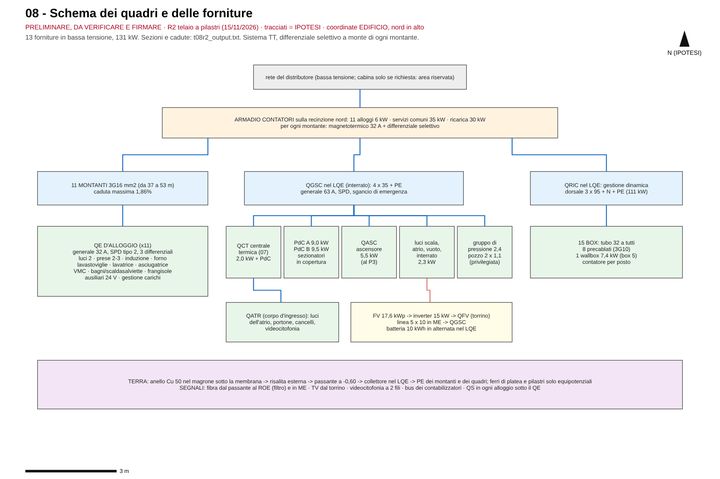 08 - Schema dei quadri e delle forniture
PRELIMINARE, DA VERIFICARE E FIRMARE · R2 telaio a pilastri (15/11/2026) · tracciati = IPOTESI · coordinate EDIFICIO, nord in alto
13 forniture in bassa tensione, 131 kW. Sezioni e cadute: t08r2_output.txt. Sistema TT, differenziale selettivo a monte di ogni montante.
N (IPOTESI)
rete del distributore (bassa tensione; cabina solo se richiesta: area riservata)
ARMADIO CONTATORI sulla recinzione nord: 11 alloggi 6 kW · servizi comuni 35 kW · ricarica 30 kW
per ogni montante: magnetotermico 32 A + differenziale selettivo
11 MONTANTI 3G16 mm2 (da 37 a 53 m)
caduta massima 1,86%
QGSC nel LQE (interrato): 4 x 35 + PE
generale 63 A, SPD, sgancio di emergenza
QRIC nel LQE: gestione dinamica
dorsale 3 x 95 + N + PE (111 kW)
QE D'ALLOGGIO (x11)
generale 32 A, SPD tipo 2, 3 differenziali
luci 2 · prese 2-3 · induzione · forno
lavastoviglie · lavatrice · asciugatrice
VMC · bagni/scaldasalviette · frangisole
ausiliari 24 V · gestione carichi
QCT centrale
termica (07)
2,0 kW + PdC
PdC A 9,0 kW
PdC B 9,5 kW
sezionatori
in copertura
QASC
ascensore
5,5 kW
(al P3)
luci scala,
atrio, vuoto,
interrato
2,3 kW
gruppo di
pressione 2,4
pozzo 2 x 1,1
(privilegiata)
15 BOX: tubo 32 a tutti
8 precablati (3G10)
1 wallbox 7,4 kW (box 5)
contatore per posto
QATR (corpo d'ingresso): luci
dell'atrio, portone, cancelli,
videocitofonia
FV 17,6 kWp -> inverter 15 kW -> QFV (torrino)
linea 5 x 10 in ME -> QGSC
batteria 10 kWh in alternata nel LQE
TERRA: anello Cu 50 nel magrone sotto la membrana -> risalita esterna -> passante a -0,60 -> collettore nel LQE -> PE dei montanti e dei quadri; ferri di platea e pilastri solo equipotenziali
SEGNALI: fibra dal passante al ROE (filtro) e in ME · TV dal torrino · videocitofonia a 2 fili · bus dei contabilizzatori · QS in ogni alloggio sotto il QE
3 m